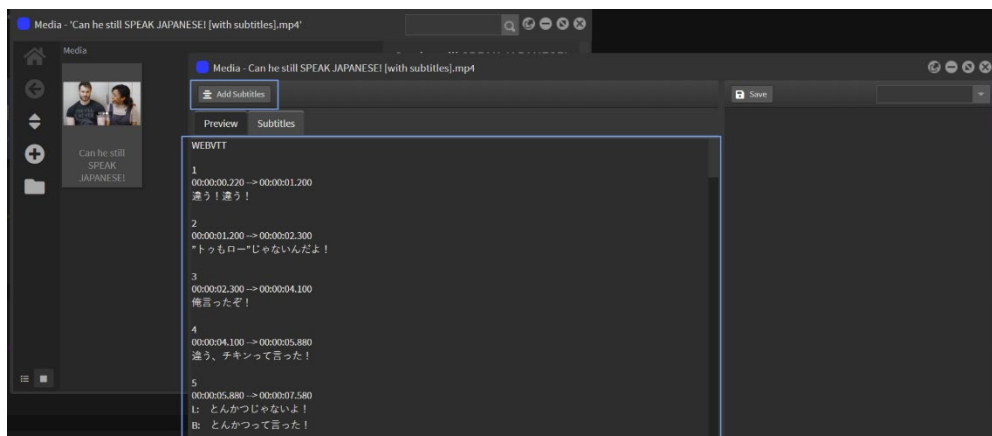 Media - 'Can he still SPEAK JAPANESE! [with subtitles].mp4'
Media
Can he still
SPEAK
JAPANESE!
Media - Can he still SPEAK JAPANESE! [with subtitles].mp4
Add Subtitles
Save
Preview
Subtitles
WEBVTT
1
00:00:00.220 --> 00:00:01.200
違う！違う！
2
00:00:01.200 --> 00:00:02.300
"トゥもロー"じゃないんだよ！
3
00:00:02.300 --> 00:00:04.100
俺言ったぞ！
4
00:00:04.100 --> 00:00:05.880
違う、チキンって言った！
5
00:00:05.880 --> 00:00:07.580
L: とんかつじゃないよ！
B: とんかつって言った！